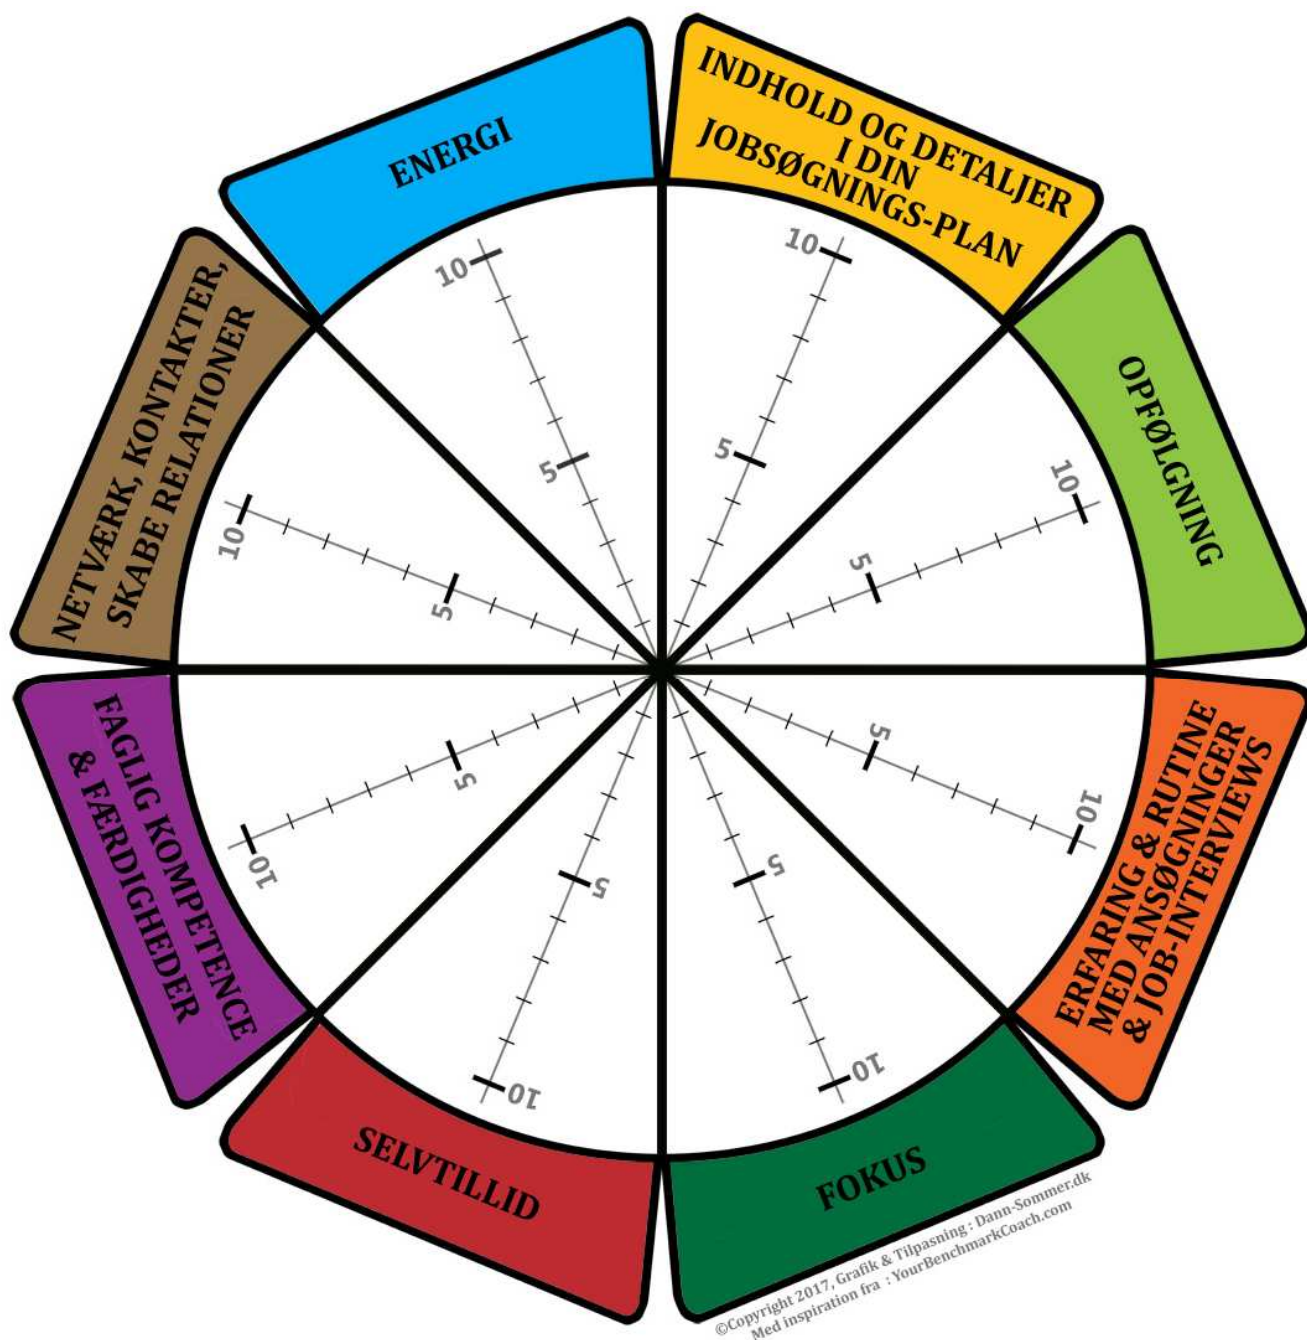 ENERGI
10
5
INDHOLD OG DETALJER
I DIN
JOBSØGNINGS-PLAN
10
5
OPFØLGNING
10
5
ERFARING & RUTINE
MED ANSØGNINGER
& JOB-INTERVIEWS
5
10
FOKUS
5
10
SELVTILLID
5
10
FAGLIG KOMPETENCE
& FÆRDIGHEDER
5
10
NETVÆRK, KONTAKTER,
SKABE RELATIONER
10
5
©Copyright 2017, Grafik & Tilpasning : Dann-Sommer.dk
Med inspiration fra : YourBenchmarkCoach.com